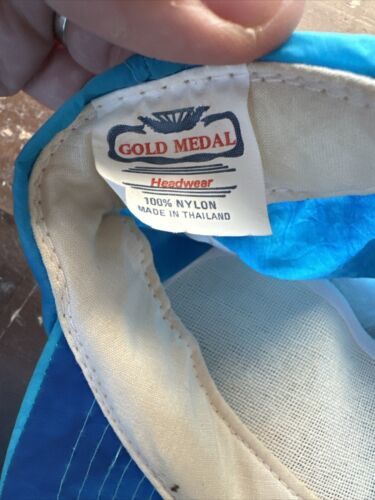 GOLD MEDAL
Headwear
100% NYLON
MADE IN THAILAND